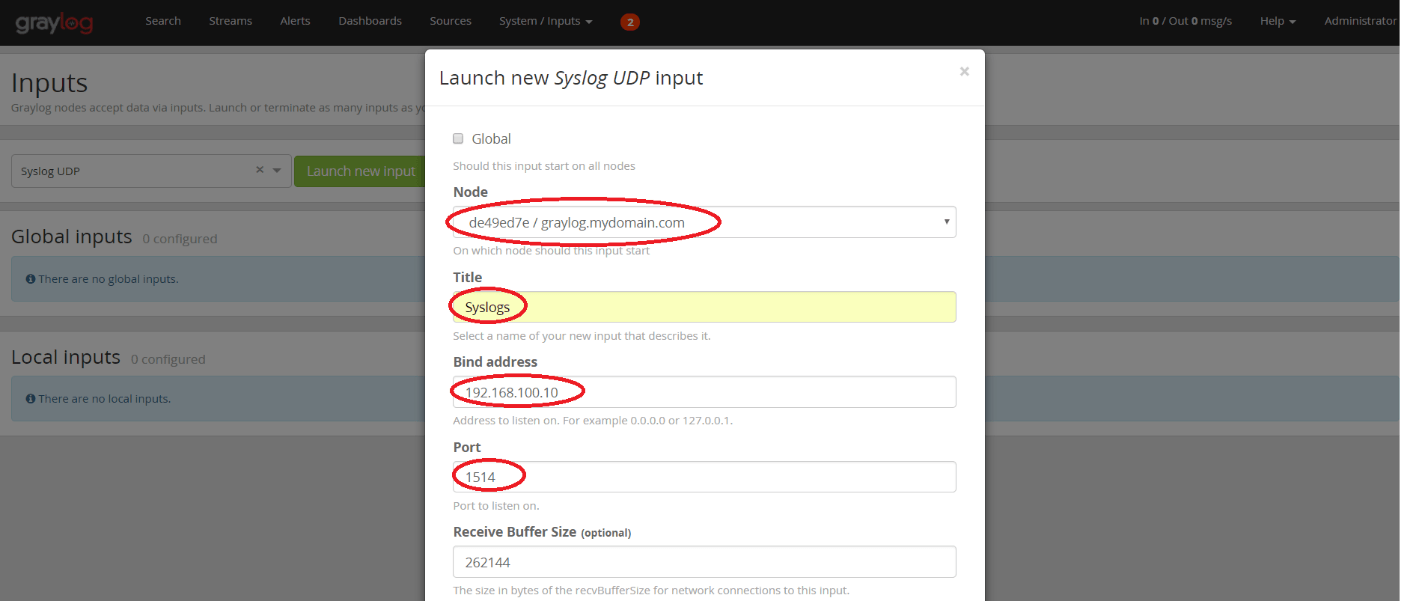 graylog Search Streams Alerts Dashboards Sources System / Inputs 2 In 0 / Out 0 msg/s Help Administrator
Launch new Syslog UDP input ×
Inputs
Graylog nodes accept data via inputs. Launch or terminate as many inputs as yo
Syslog UDP × Launch new input
Global inputs 0 configured
There are no global inputs.
Local inputs 0 configured
There are no local inputs.
Global
Should this input start on all nodes
Node
de49ed7e / graylog.mydomain.com
On which node should this input start
Title
Syslogs
Select a name of your new input that describes it.
Bind address
192.168.100.10
Address to listen on. For example 0.0.0.0 or 127.0.0.1.
Port
1514
Port to listen on.
Receive Buffer Size (optional)
262144
The size in bytes of the recvBufferSize for network connections to this input.